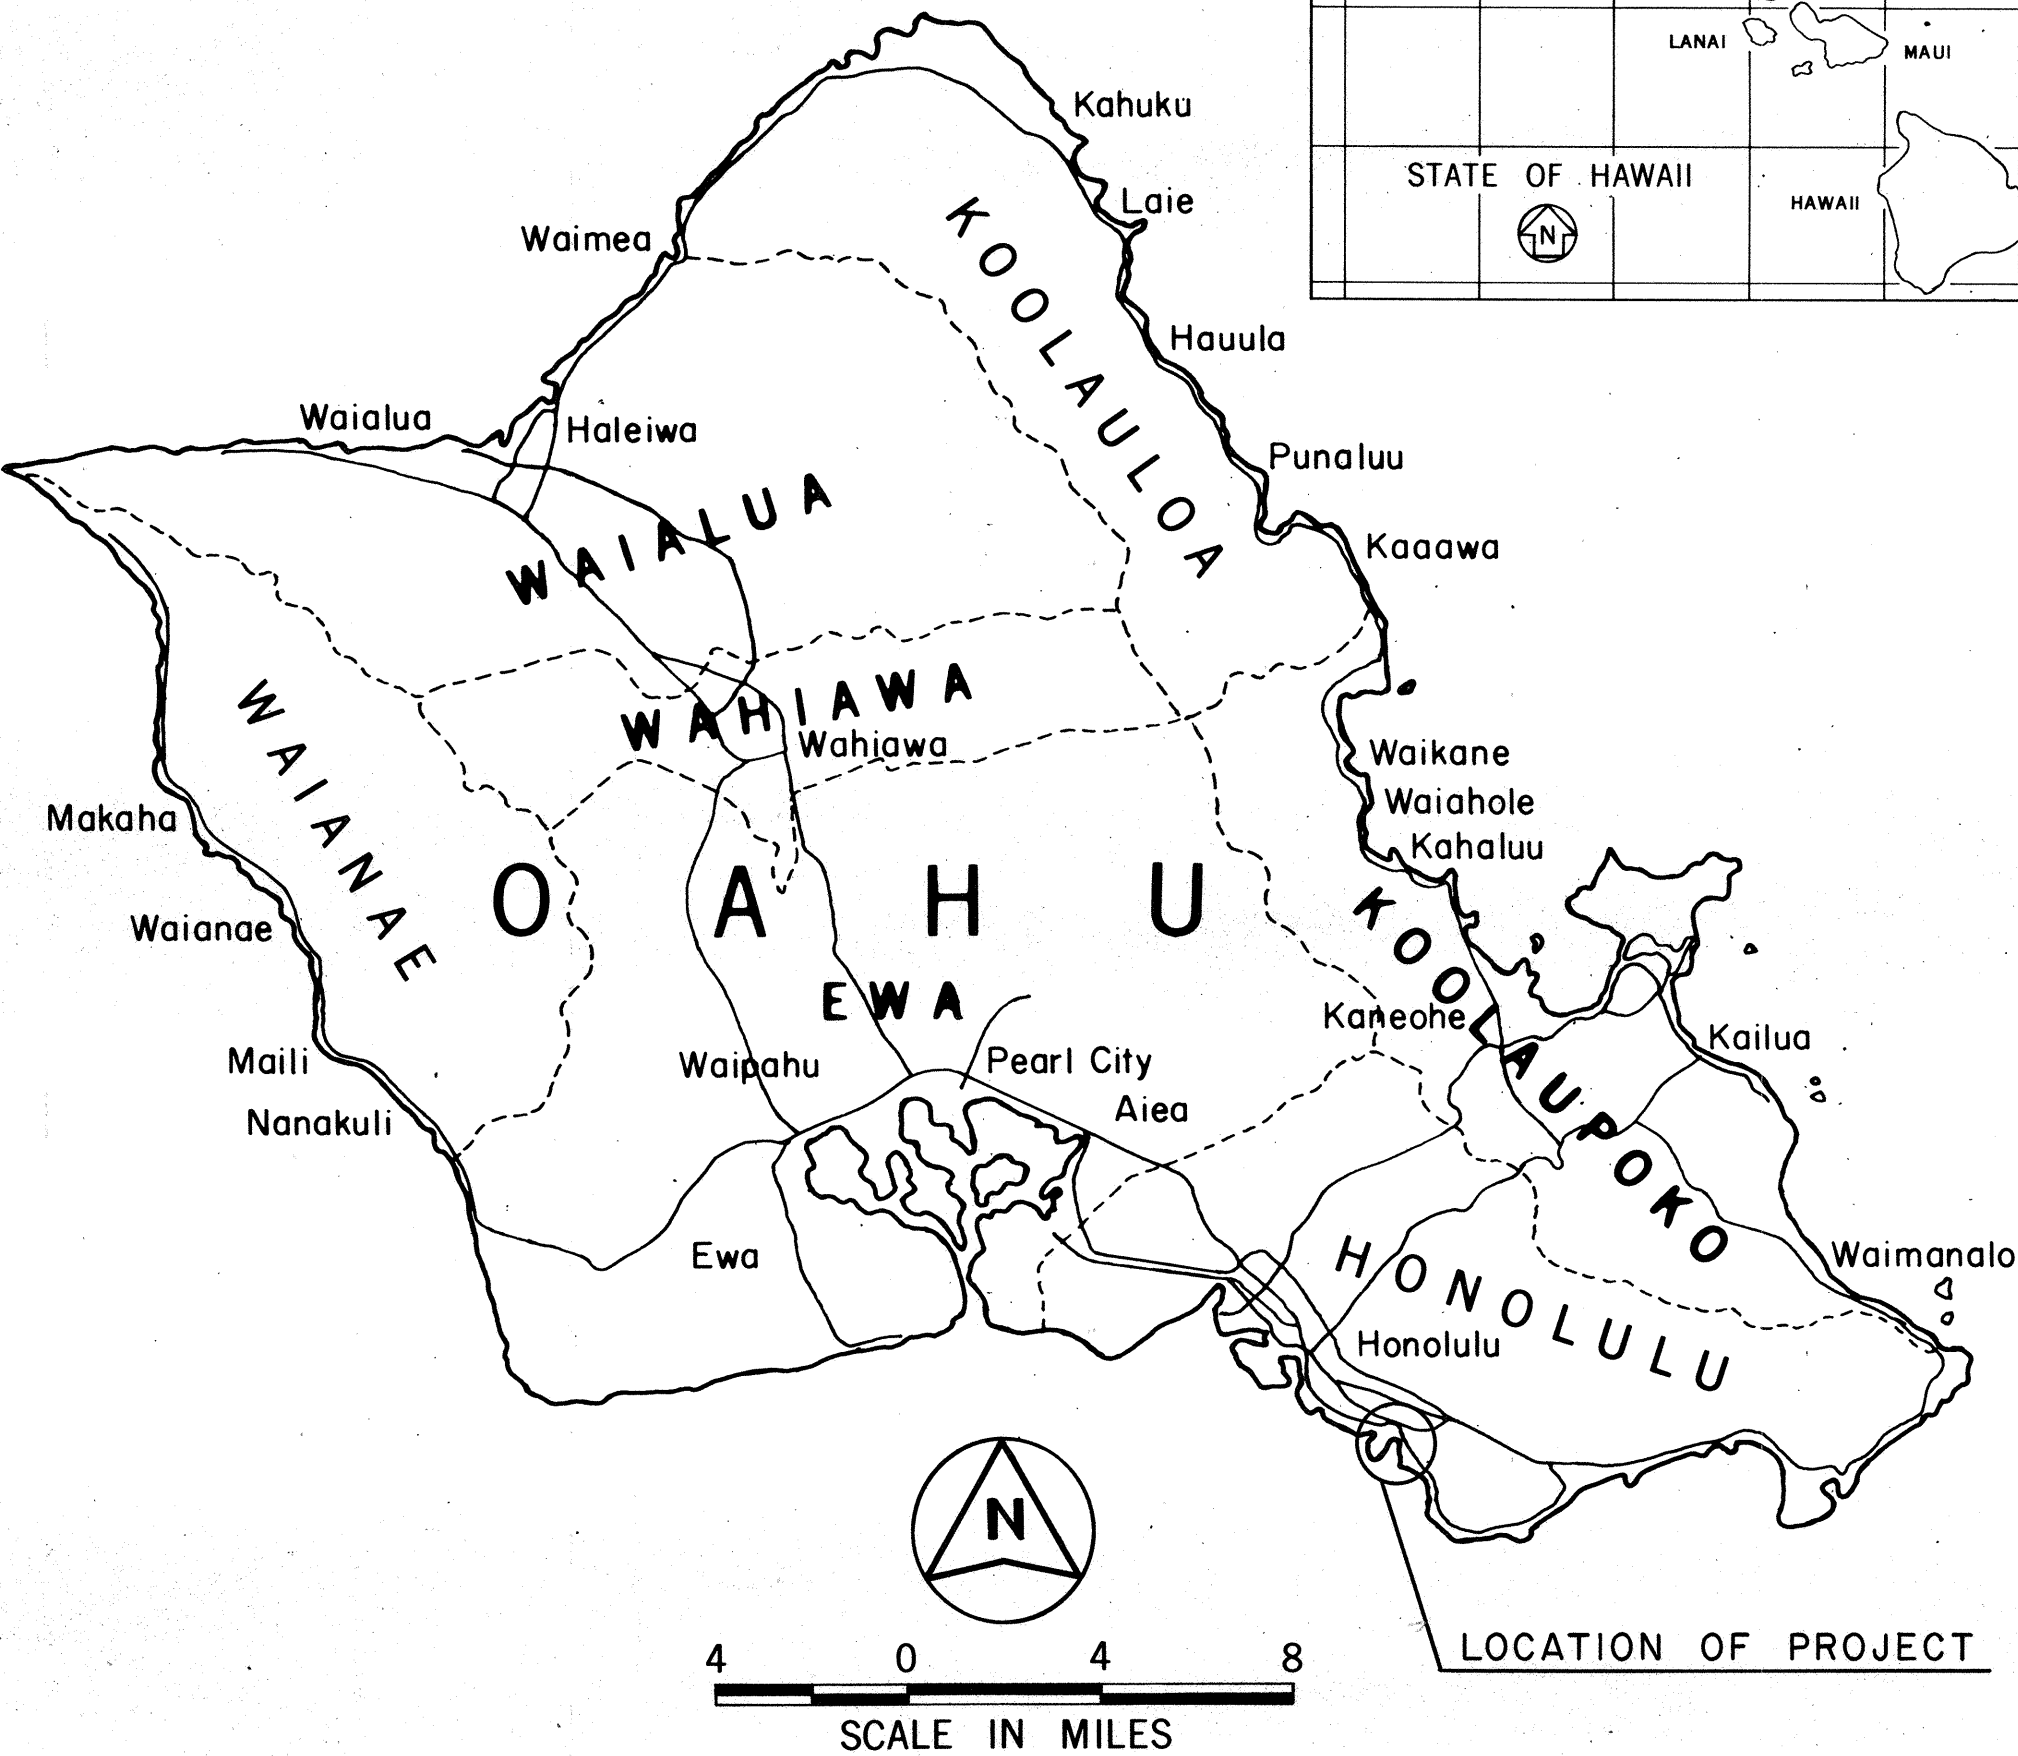 LANAI
MAUI
Kahuku
STATE OF HAWAII
Laie
HAWAII
N
Waimea
KOOLAULOA
Hauula
Waialua
Haleiwa
Punaluu
WAIALUA
Kaaawa
WAHIAWA
WAIANAE
Wahiawa
Waikane
Waiahole
Makaha
Kahaluu
OAHU
KOOLAUPOKO
Waianae
EWA
Kaneohe
Kailua
Maili
Waipahu
Pearl City
Aiea
Nanakuli
Ewa
HONOLULU
Waimanalo
Honolulu
N
LOCATION OF PROJECT
4 0 4 8
SCALE IN MILES